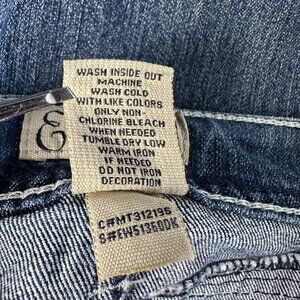 WASH INSIDE OUT
MACHINE
WASH COLD
WITH LIKE COLORS
ONLY NON-
CHLORINE BLEACH
WHEN NEEDED
TUMBLE DRY LOW
WARM IRON
IF NEEDED
DO NOT IRON
DECORATION
&
C#MT312195
S#EW51360DK